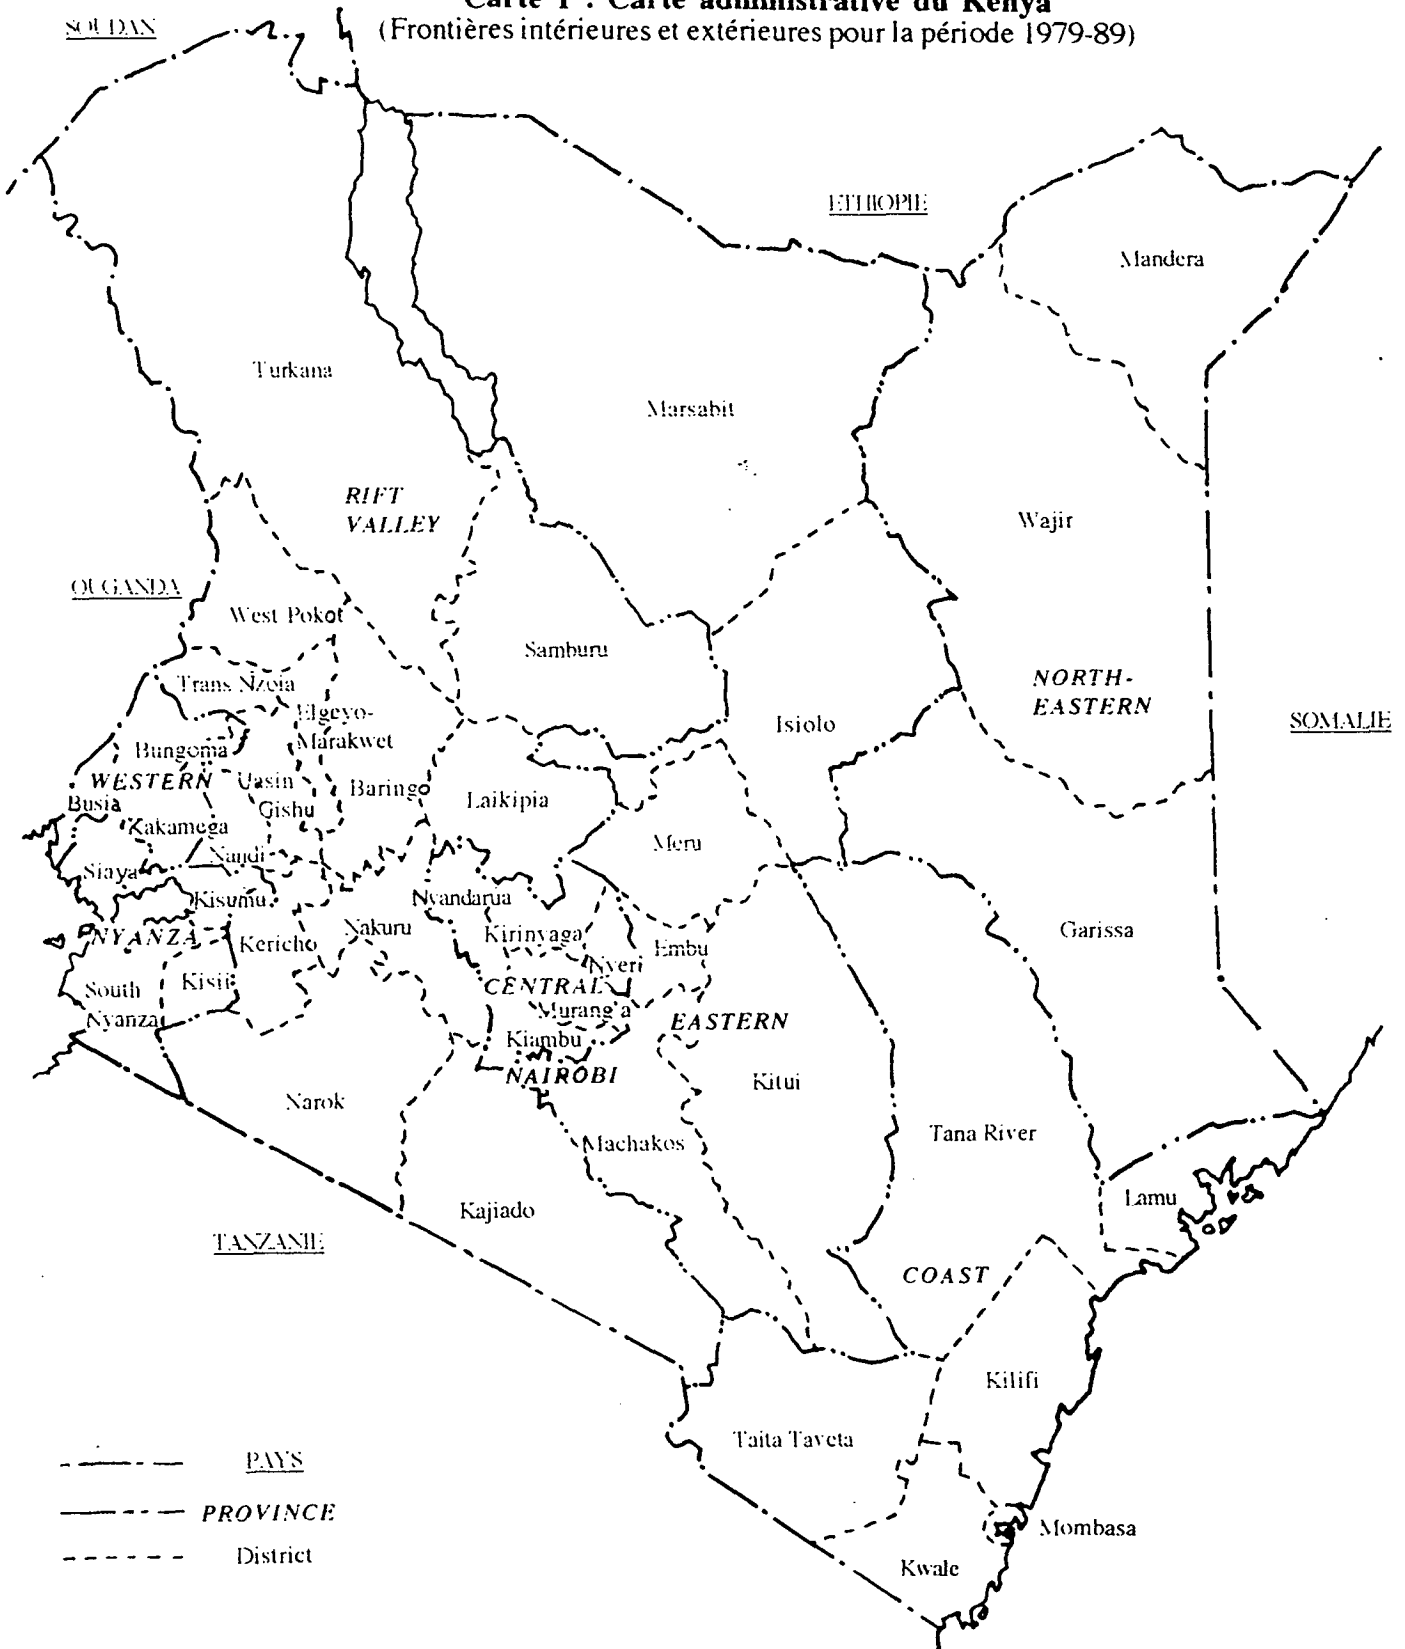 Carte 1 : Carte administrative du Kenya
(Frontières intérieures et extérieures pour la période 1979-89)
SOUDAN
ETHIOPIE
Mandera
Turkana
Marsabit
RIFT
VALLEY
Wajir
OUGANDA
West Pokot
Samburu
Trans Nzoia
NORTH-
EASTERN
Elgeyo-
Marakwet
Isiolo
SOMALIE
Bungoma
WESTERN
Uasin
Gishu
Baringo
Laikipia
Busia
Kakamega
Meru
Nandi
Siaya
Kisumu
Nyandarua
NYANZA
Kericho
Nakuru
Kirinyaga
Embu
Garissa
Nyeri
Kisii
South
Nyanza
CENTRAL
Murang'a
EASTERN
Kiambu
NAIROBI
Kitui
Narok
Tana River
Machakos
Lamu
Kajiado
TANZANIE
COAST
Kilifi
Taita Taveta
Mombasa
Kwale
PAYS
PROVINCE
District